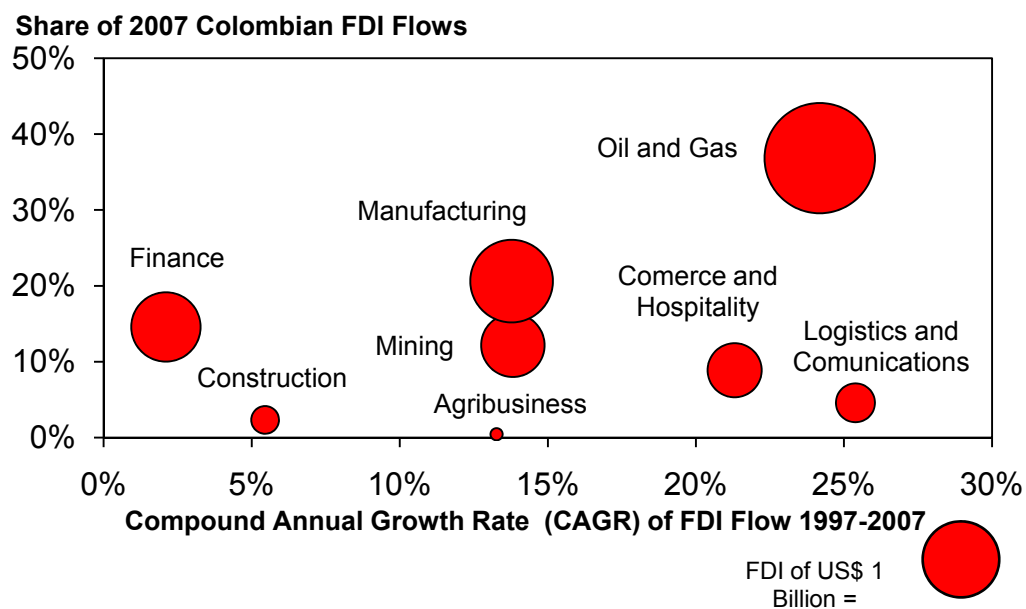 Share of 2007 Colombian FDI Flows
50%
40%
30%
20%
10%
0%
Oil and Gas
Manufacturing
Finance
Comerce and
Hospitality
Mining
Logistics and
Comunications
Construction
Agribusiness
0% 5% 10% 15% 20% 25% 30%
Compound Annual Growth Rate (CAGR) of FDI Flow 1997-2007
FDI of US$ 1
Billion =